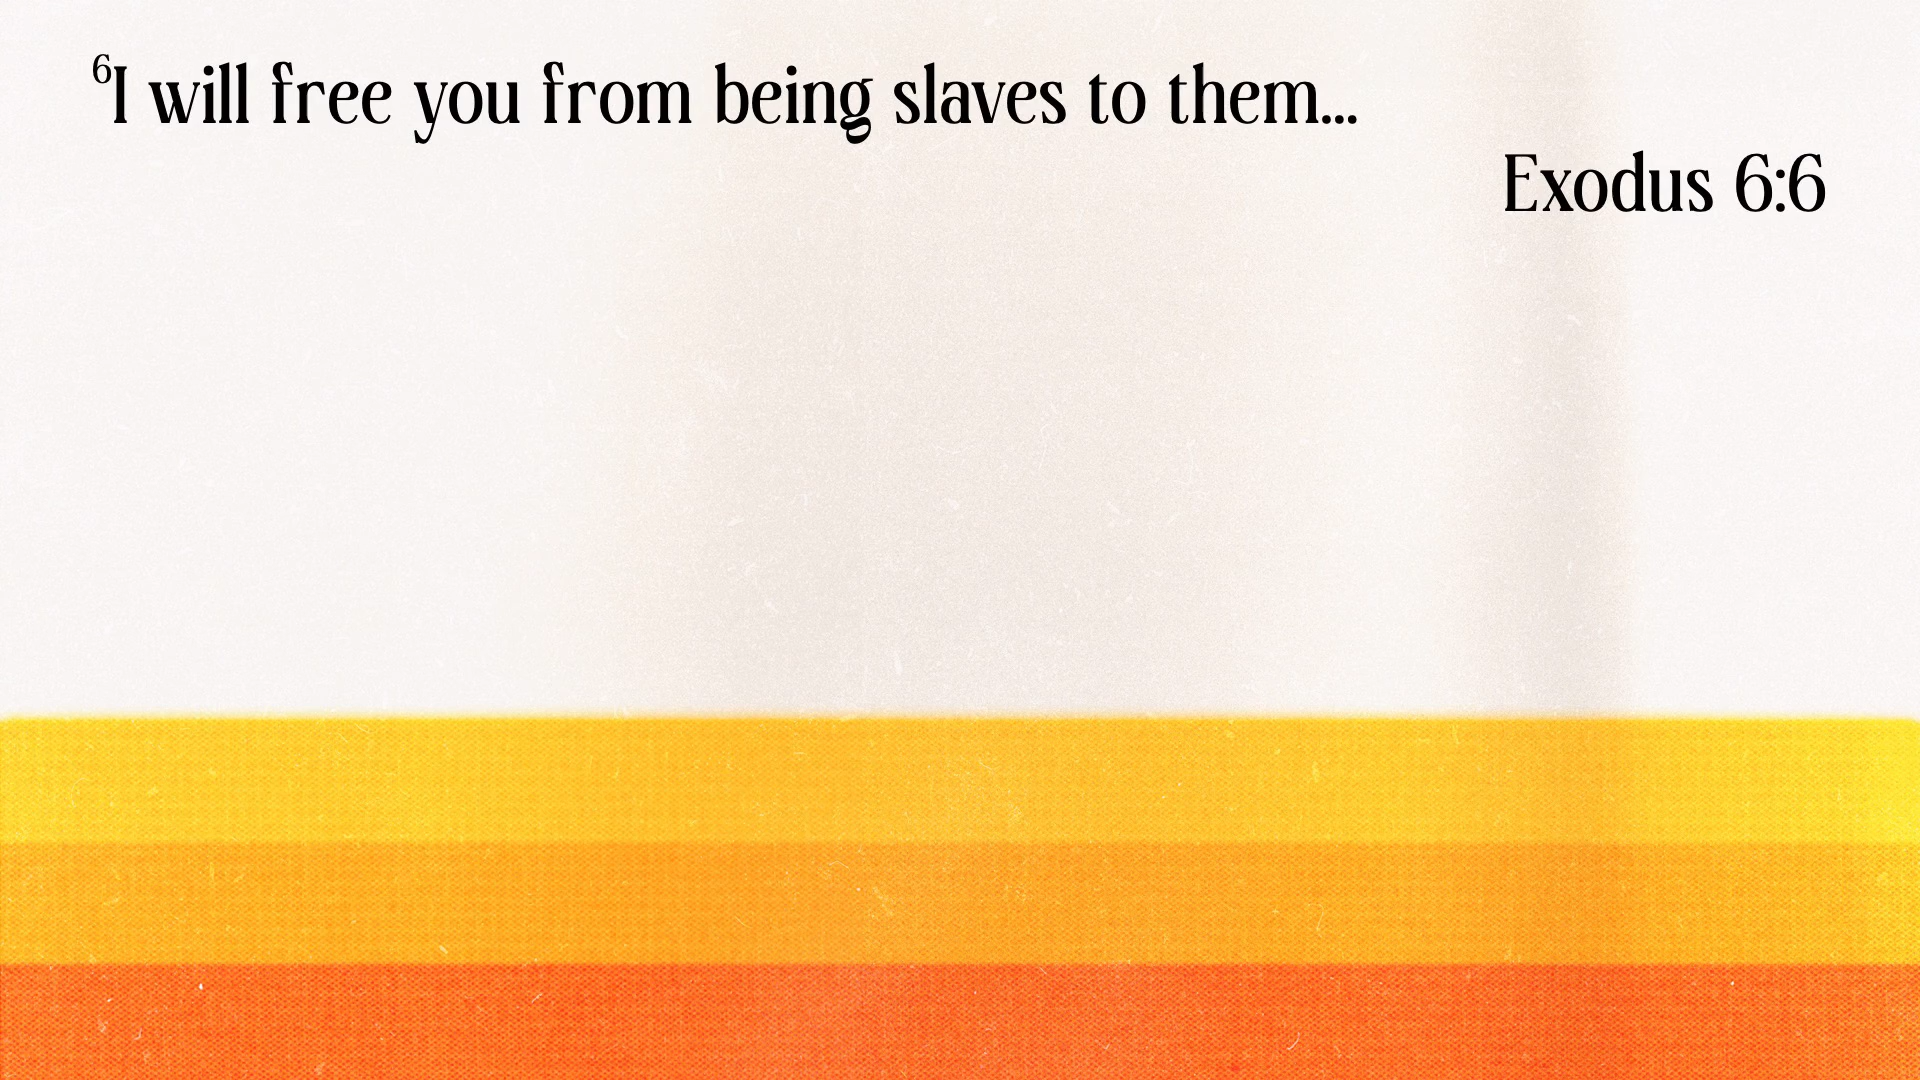 ⁶I will free you from being slaves to them...
Exodus 6:6